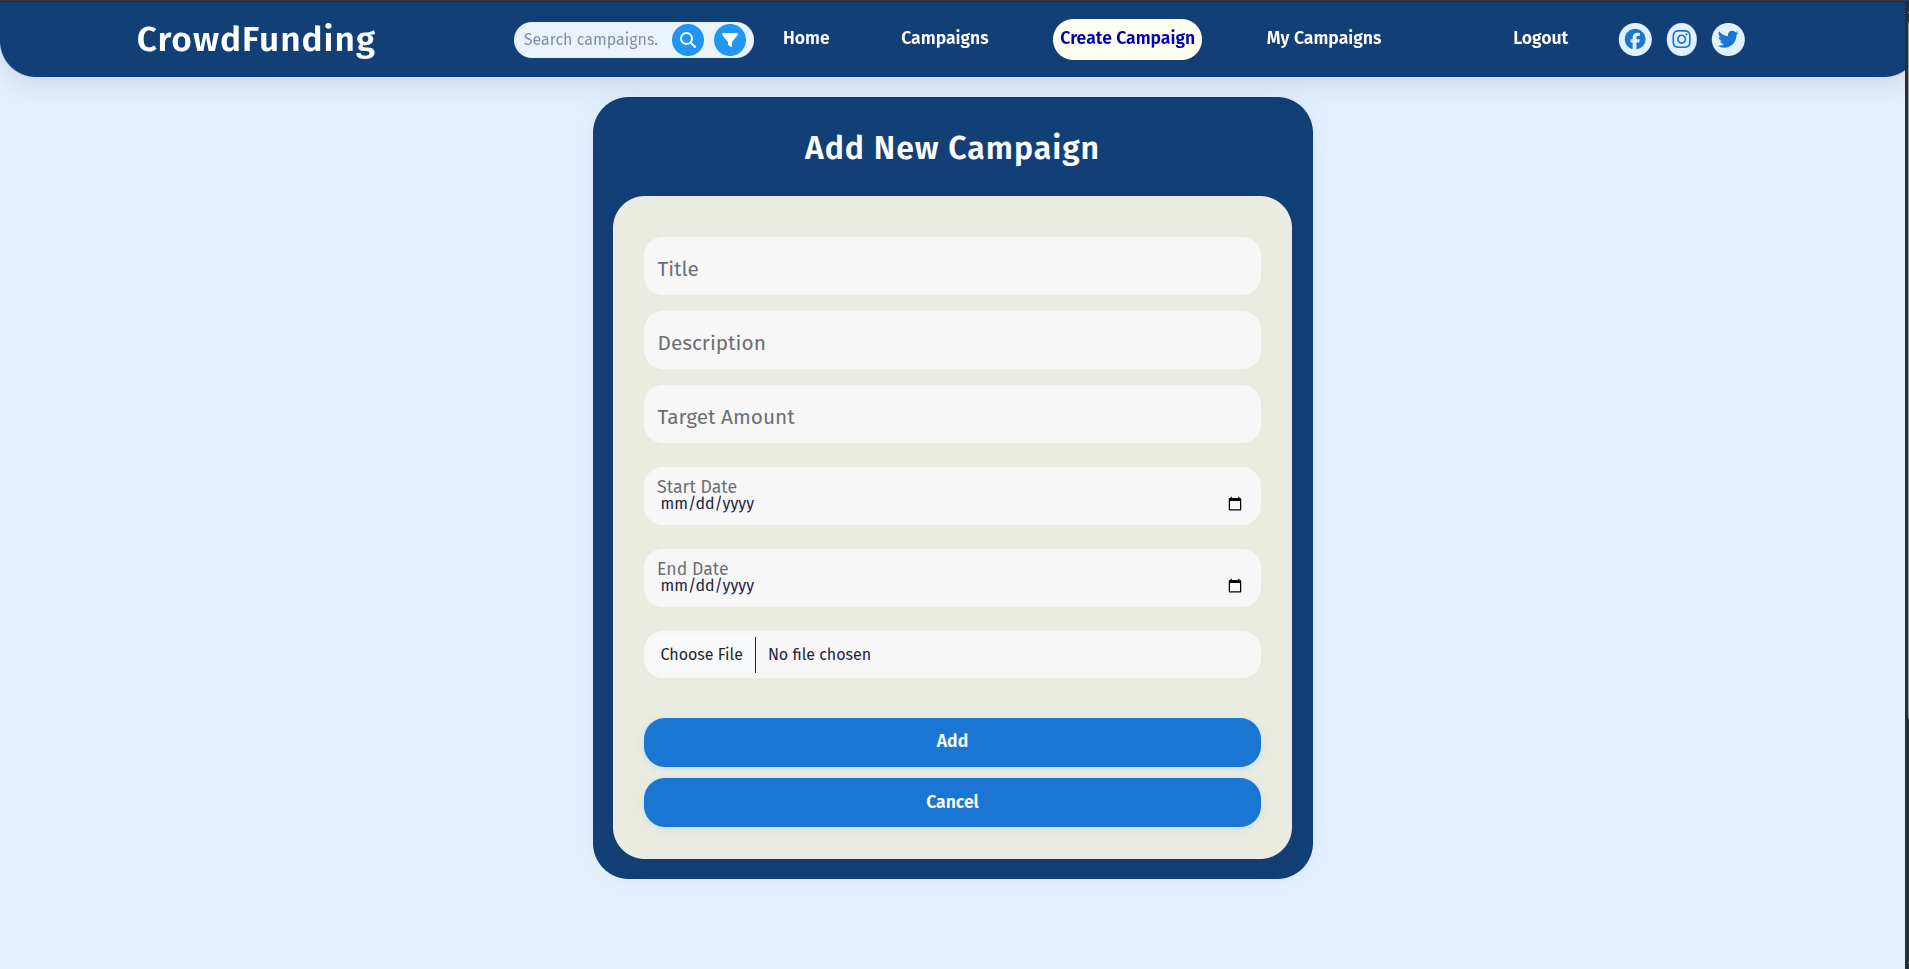 CrowdFunding
Search campaigns.
Home
Campaigns
Create Campaign
My Campaigns
Logout
Add New Campaign
Title
Description
Target Amount
Start Date
mm/dd/yyyy
End Date
mm/dd/yyyy
Choose File No file chosen
Add
Cancel